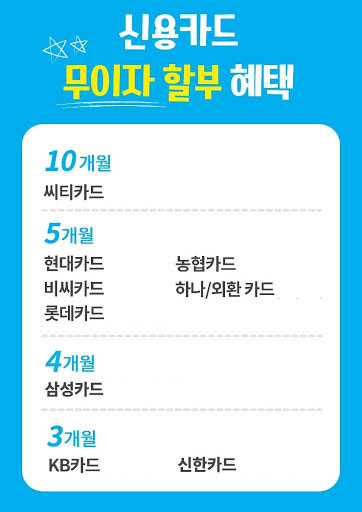 신용카드
무이자 할부 혜택
10개월
씨티카드
5개월
현대카드 농협카드
비씨카드 하나/외환 카드
롯데카드
4개월
삼성카드
3개월
KB카드 신한카드